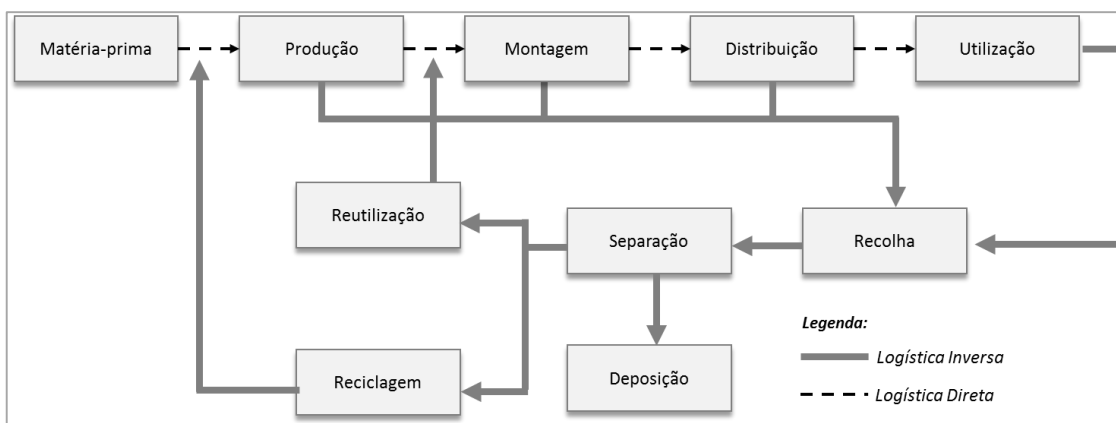 Matéria-prima
Produção
Montagem
Distribuição
Utilização
Reutilização
Separação
Recolha
Legenda:
Logística Inversa
Reciclagem
Deposição
Logística Direta